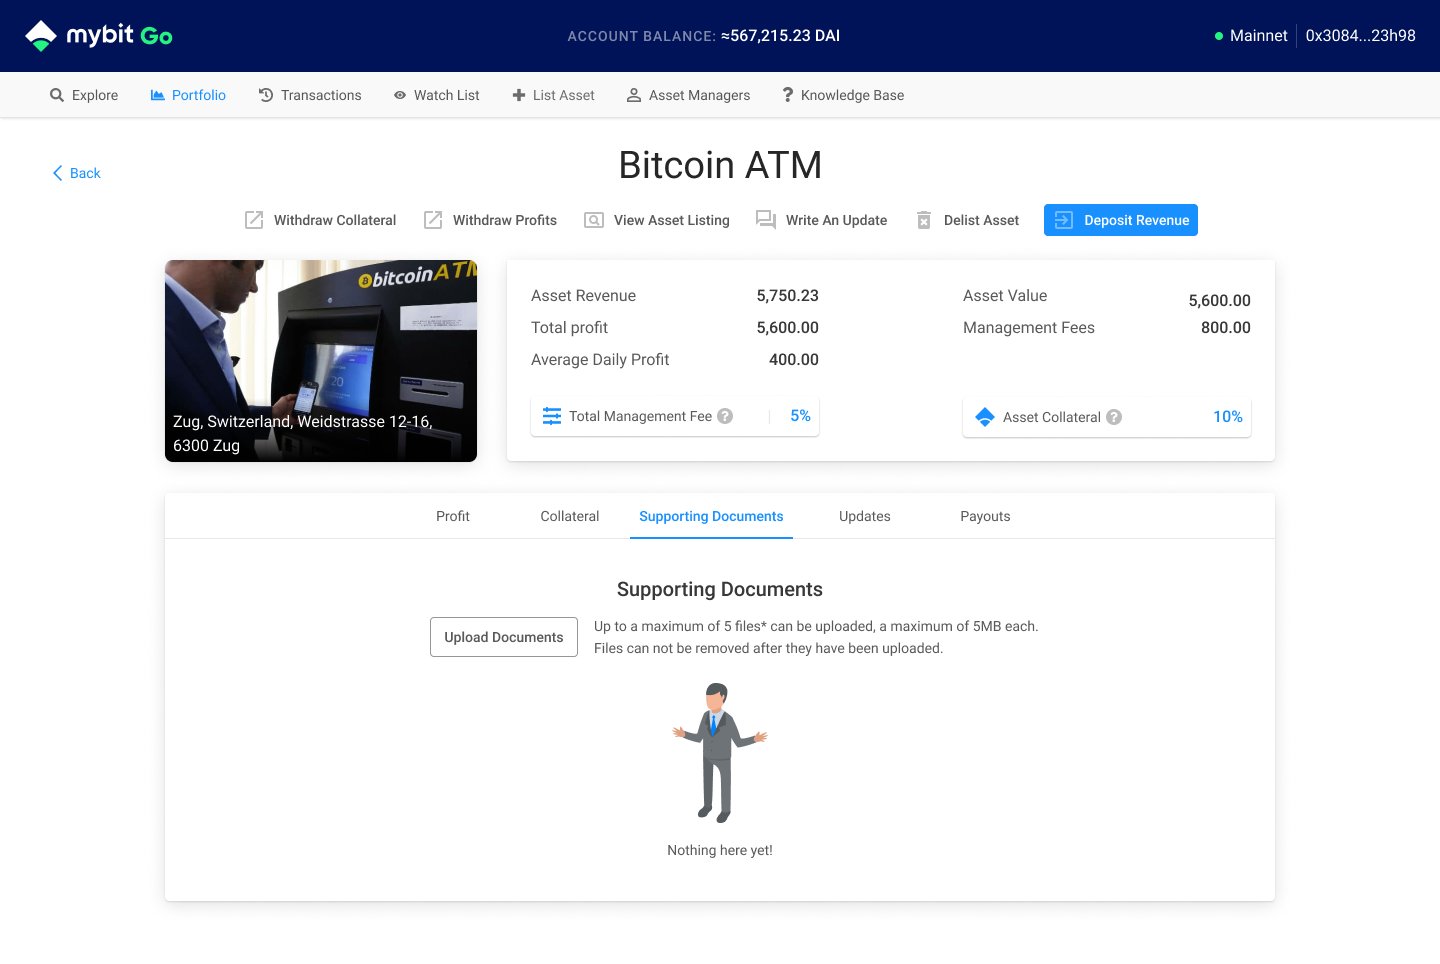 mybit Go
ACCOUNT BALANCE: ≈567,215.23 DAI
Mainnet
0x3084...23h98
Explore
Portfolio
Transactions
Watch List
List Asset
Asset Managers
Knowledge Base
Back
Bitcoin ATM
Withdraw Collateral
Withdraw Profits
View Asset Listing
Write An Update
Delist Asset
Deposit Revenue
bitcoinATM
20
Zug, Switzerland, Weidstrasse 12-16,
6300 Zug
Asset Revenue 5,750.23
Total profit 5,600.00
Average Daily Profit 400.00
Total Management Fee ? 5%
Asset Value 5,600.00
Management Fees 800.00
Asset Collateral ? 10%
Profit
Collateral
Supporting Documents
Updates
Payouts
Supporting Documents
Upload Documents
Up to a maximum of 5 files* can be uploaded, a maximum of 5MB each.
Files can not be removed after they have been uploaded.
Nothing here yet!